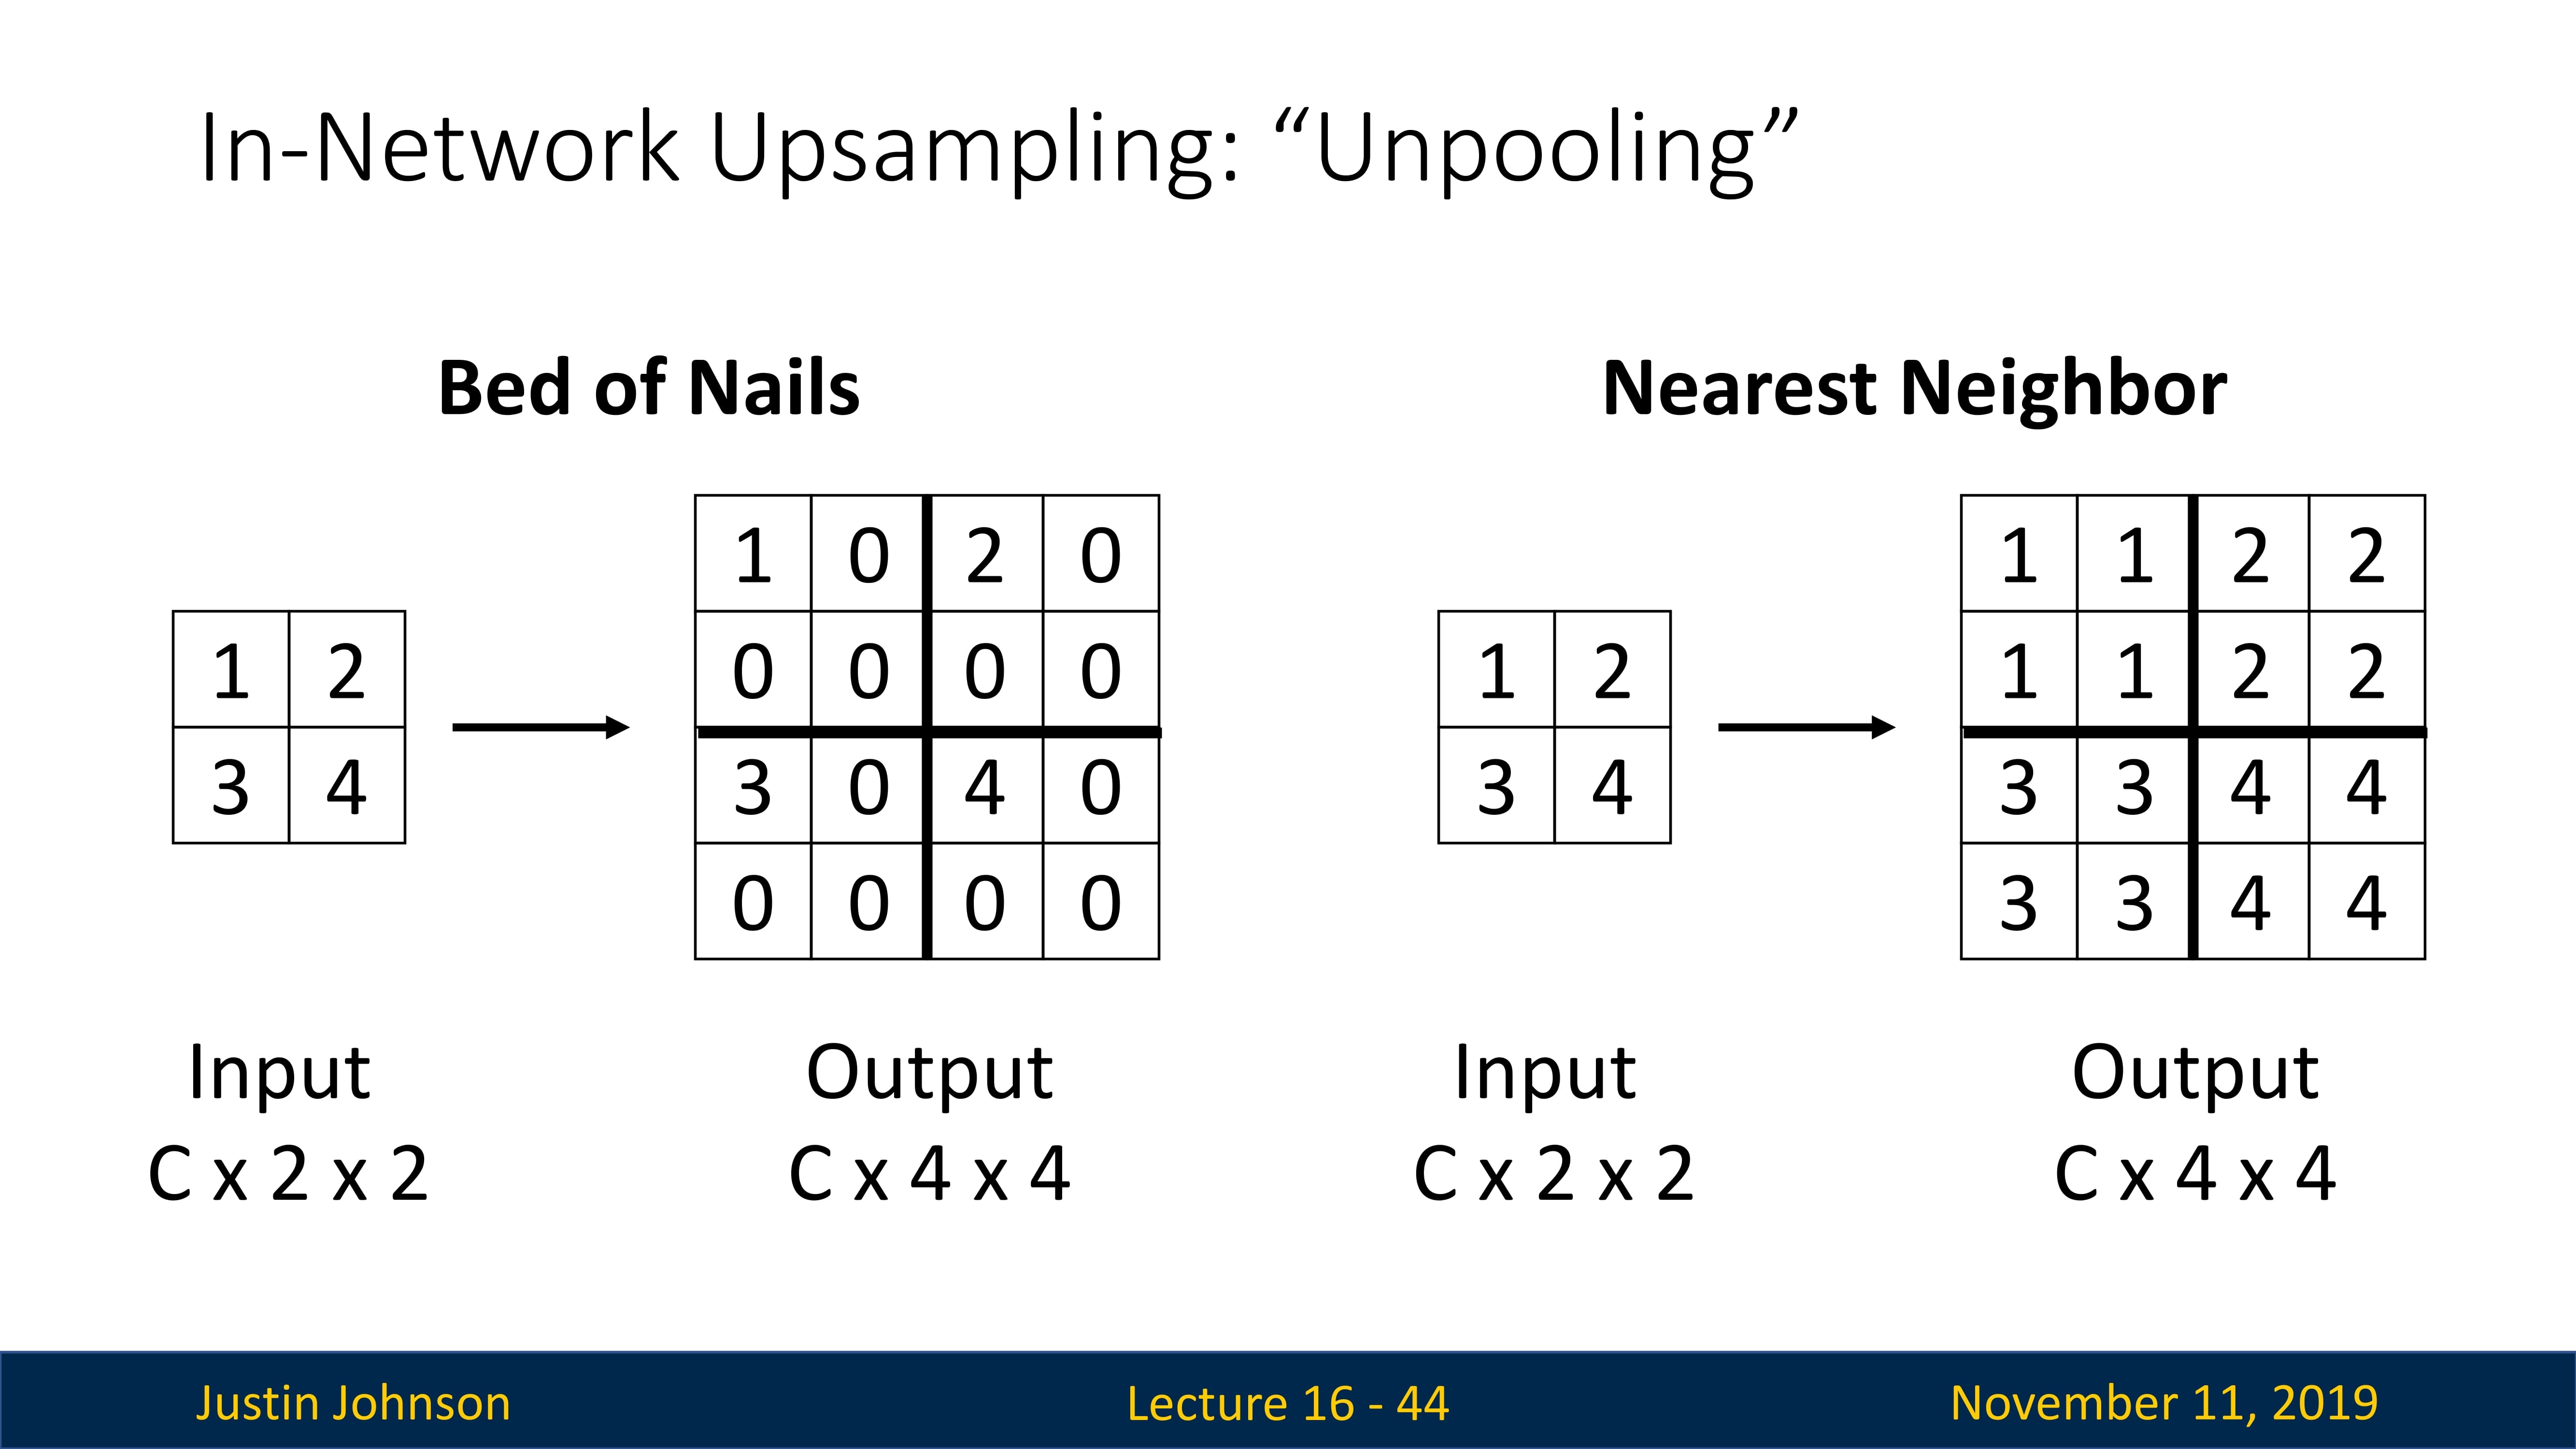 In-Network Upsampling: “Unpooling”
Bed of Nails
1 2
3 4
1 0 2 0
0 0 0 0
3 0 4 0
0 0 0 0
Input
C x 2 x 2
Output
C x 4 x 4
Nearest Neighbor
1 2
3 4
1 1 2 2
1 1 2 2
3 3 4 4
3 3 4 4
Input
C x 2 x 2
Output
C x 4 x 4
Justin Johnson
Lecture 16 - 44
November 11, 2019